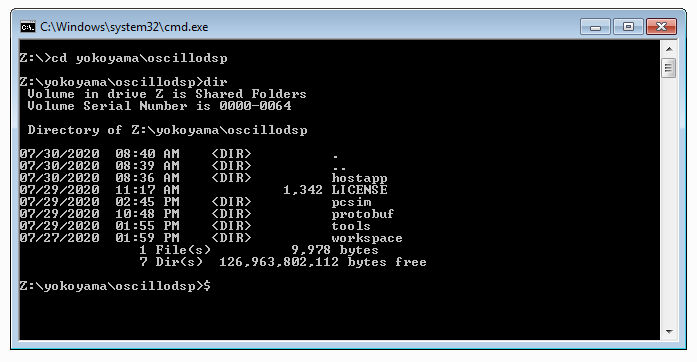 C:\Windows\system32\cmd.exe
Z:\>cd yokoyama\oscillodsp
Z:\yokoyama\oscillodsp>dir
 Volume in drive Z is Shared Folders
 Volume Serial Number is 0000-0064
 Directory of Z:\yokoyama\oscillodsp
07/30/2020  08:40 AM    <DIR>          .
07/30/2020  08:39 AM    <DIR>          ..
07/30/2020  08:36 AM    <DIR>          hostapp
07/29/2020  11:17 AM             1,342 LICENSE
07/29/2020  02:45 PM    <DIR>          pcsim
07/29/2020  10:48 PM    <DIR>          protobuf
07/29/2020  01:55 PM    <DIR>          tools
07/27/2020  01:59 PM    <DIR>          workspace
               1 File(s)          9,978 bytes
               7 Dir(s)  126,963,802,112 bytes free
Z:\yokoyama\oscillodsp>$